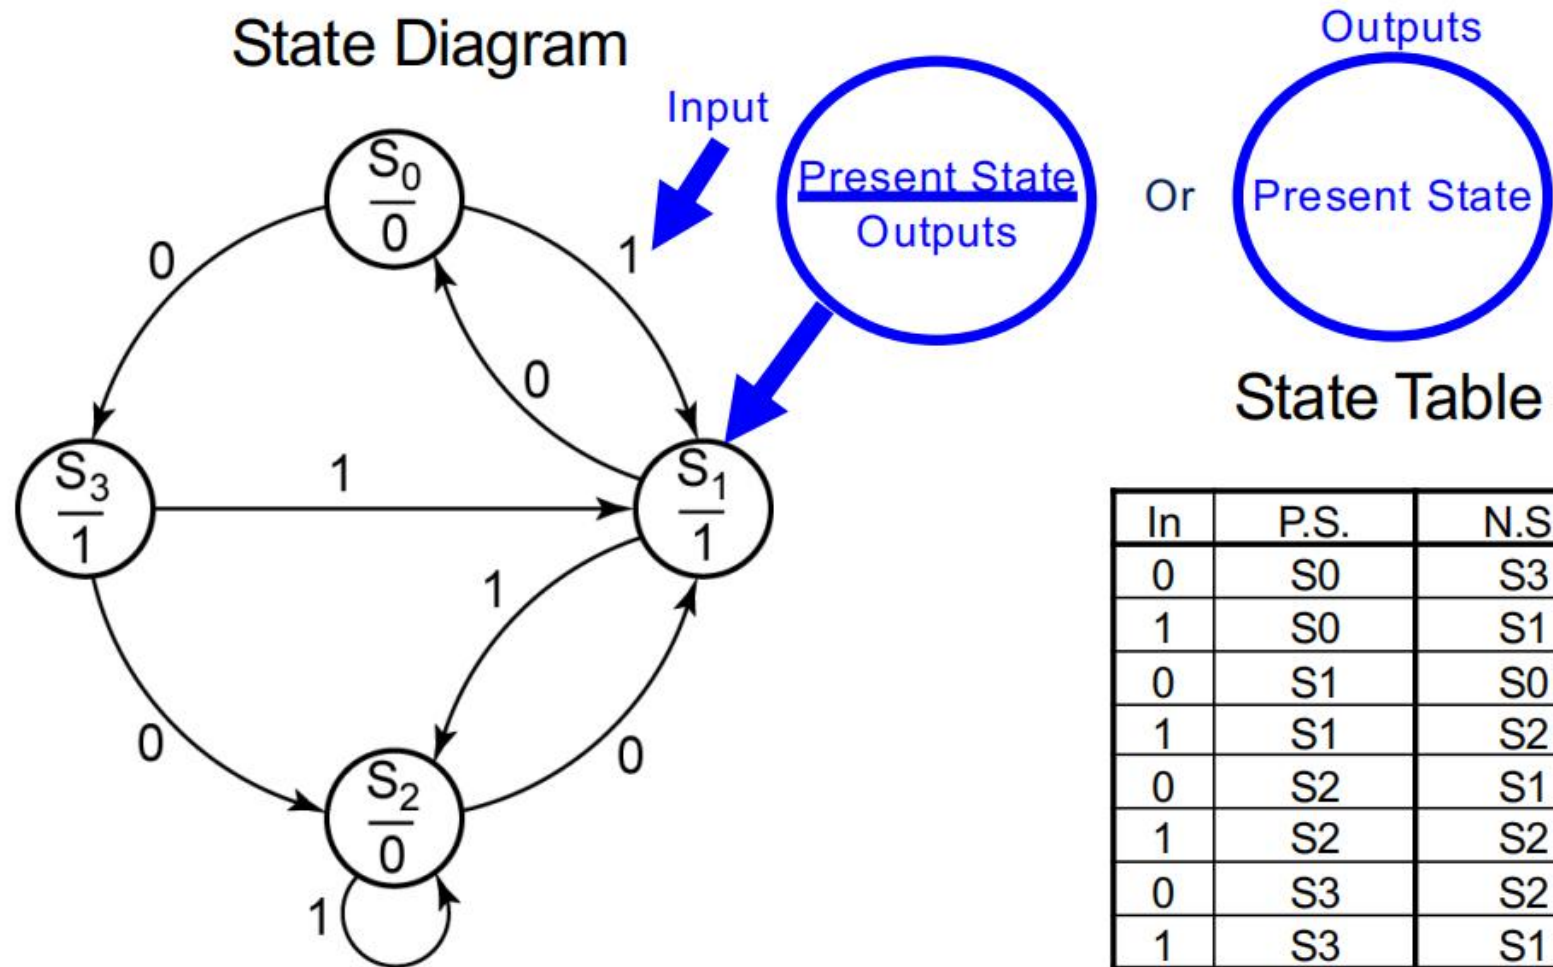 State Diagram
Input
Present State
Outputs
Or
Outputs
Present State
S0
0
0
1
0
S3
1
1
S1
1
1
0
0
S2
0
1
State Table
In P.S. N.S
0 S0 S3
1 S0 S1
0 S1 S0
1 S1 S2
0 S2 S1
1 S2 S2
0 S3 S2
1 S3 S1